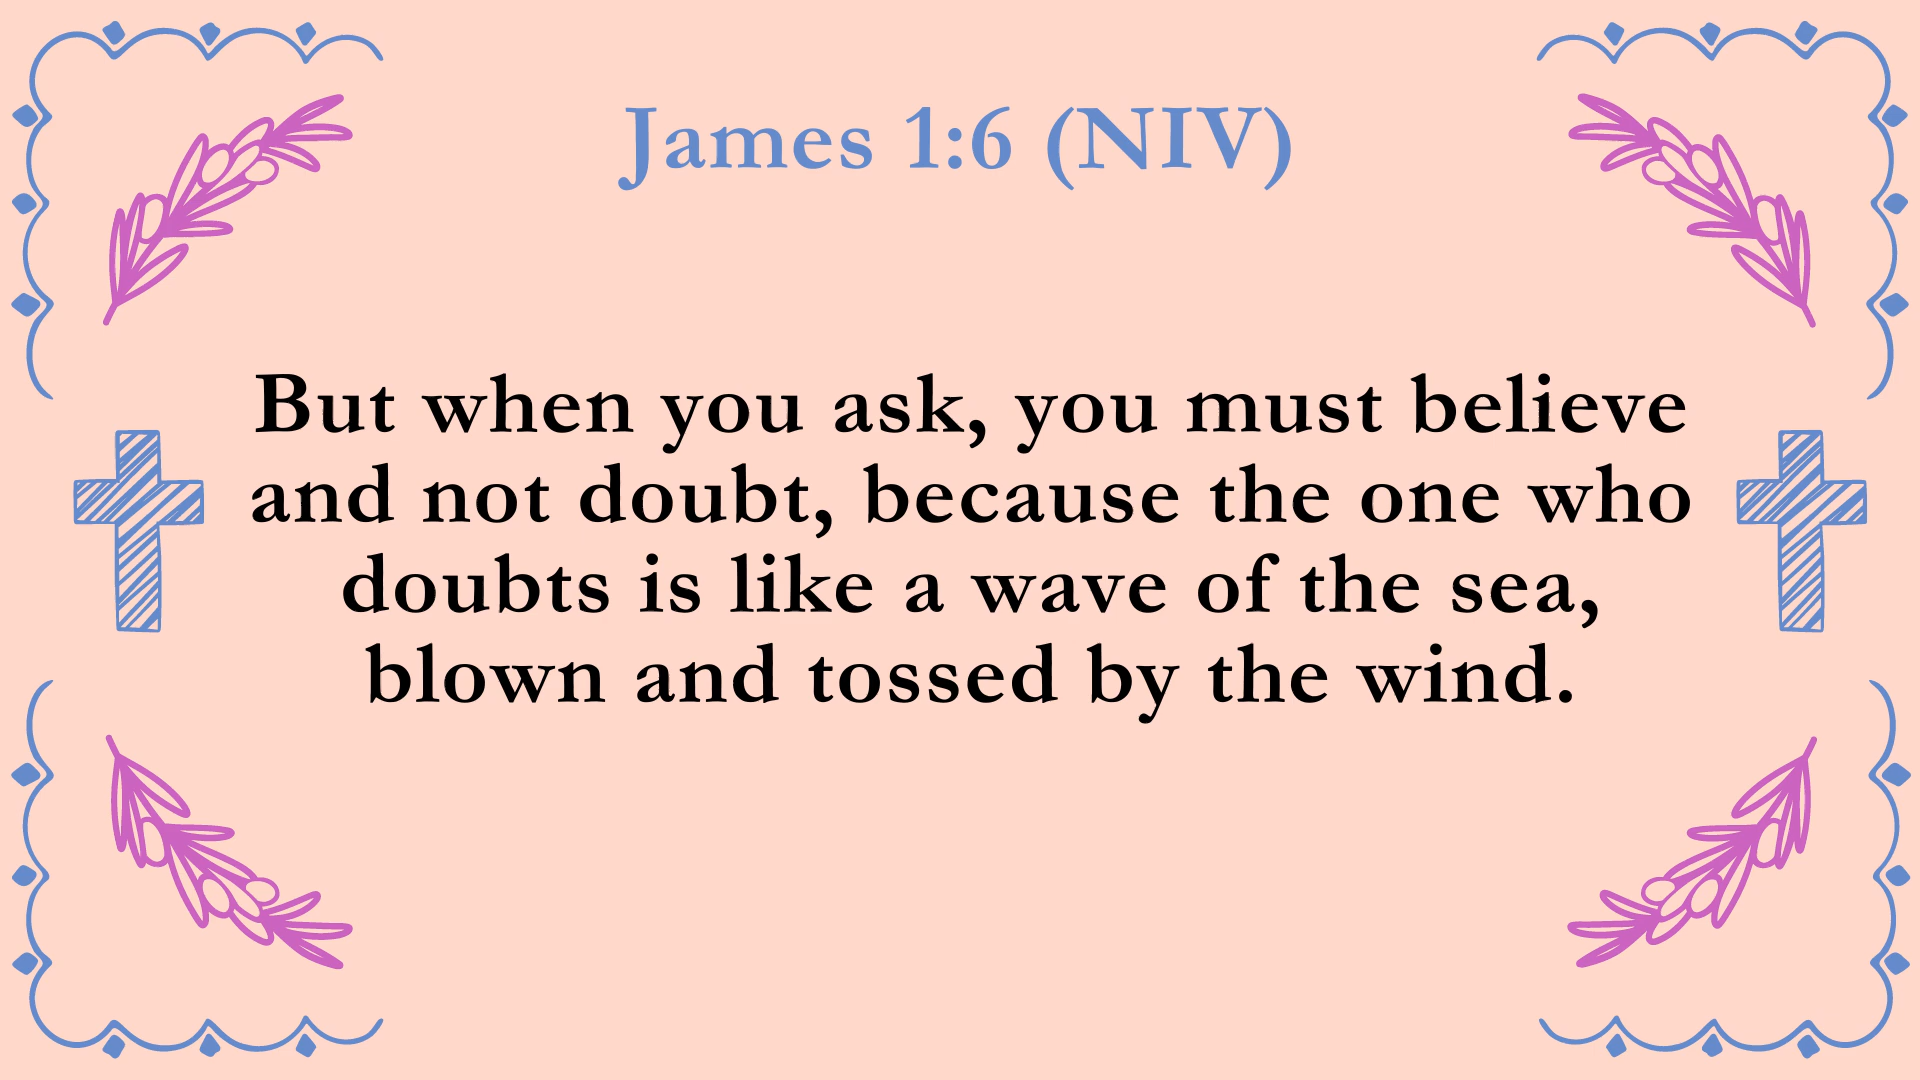 James 1:6 (NIV)
But when you ask, you must believe
and not doubt, because the one who
doubts is like a wave of the sea,
blown and tossed by the wind.